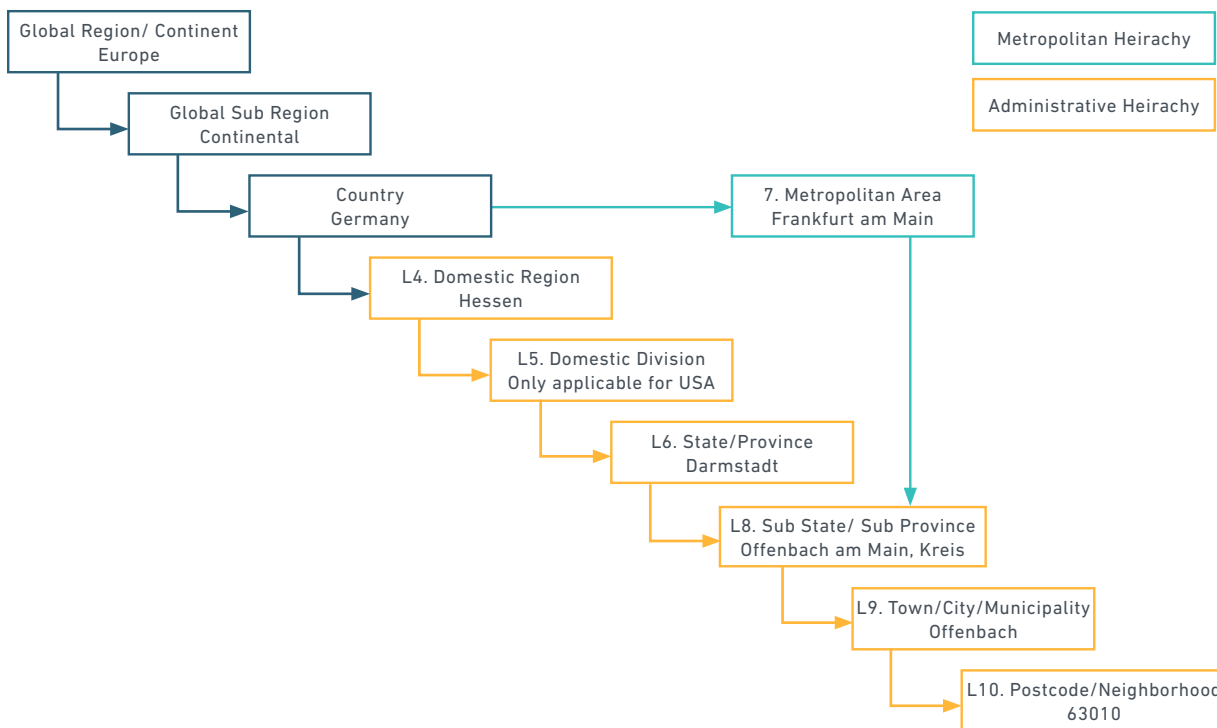 Global Region/ Continent
Europe
Metropolitan Heirachy
Administrative Heirachy
Global Sub Region
Continental
Country
Germany
7. Metropolitan Area
Frankfurt am Main
L4. Domestic Region
Hessen
L5. Domestic Division
Only applicable for USA
L6. State/Province
Darmstadt
L8. Sub State/ Sub Province
Offenbach am Main, Kreis
L9. Town/City/Municipality
Offenbach
L10. Postcode/Neighborhood
63010